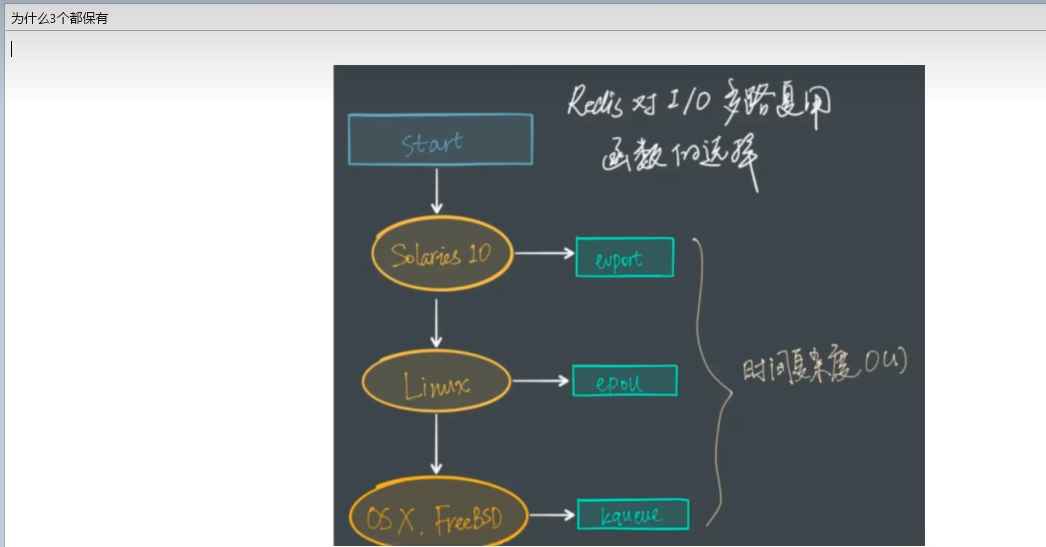 为什么3个都保有
Redis 对 I/O 多路复用
函数的选择
Start
Solaries 10
evport
Linux
epoll
时间复杂度 O(1)
OS X, FreeBSD
kqueue